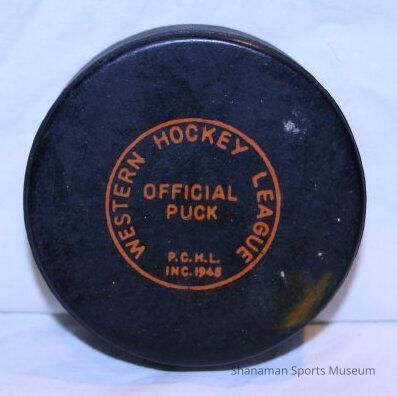 WESTERN HOCKEY LEAGUE
OFFICIAL
PUCK
P.C.H.L.
INC. 1948
Shanaman Sports Museum